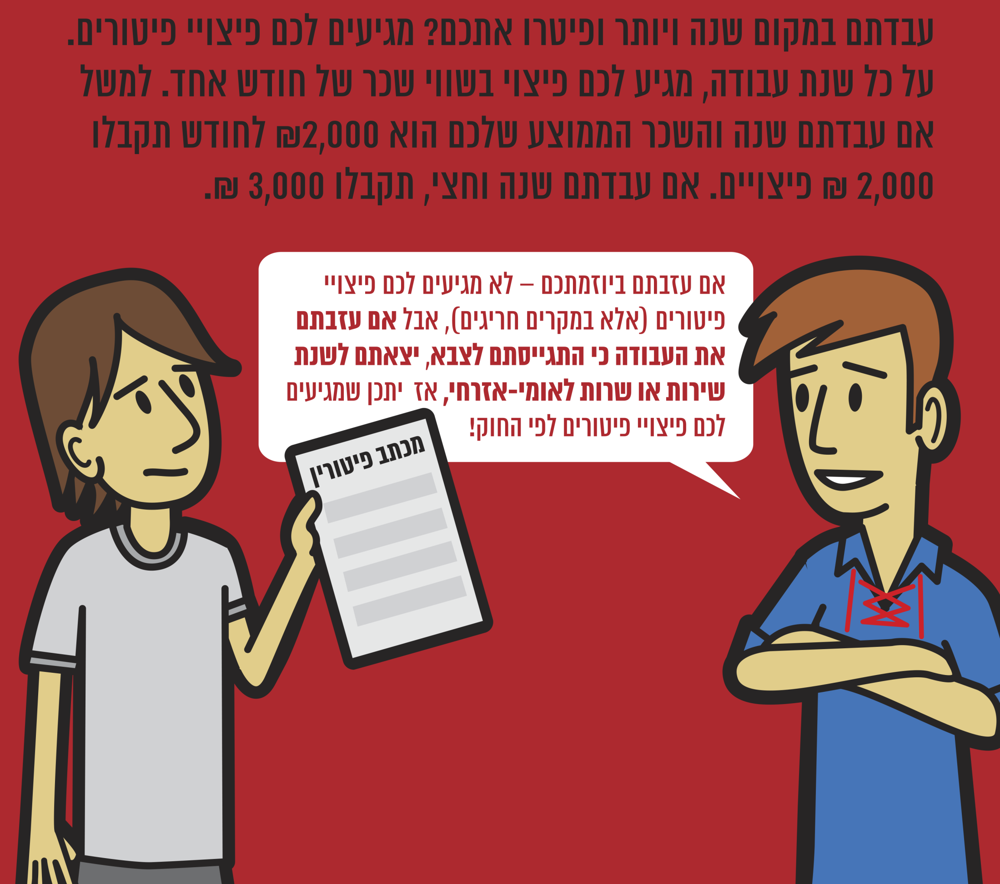 עבדתם במקום שנה ויותר ופיטרו אתכם? מגיעים לכם פיצויי פיטורים.
על כל שנת עבודה, מגיע לכם פיצוי בשווי שכר של חודש אחד. למשל
אם עבדתם שנה והשכר הממוצע שלכם הוא 2,000₪ לחודש תקבלו
2,000 ₪ פיצויים. אם עבדתם שנה וחצי, תקבלו 3,000 ₪.
אם עזבתם ביוזמתכם – לא מגיעים לכם פיצויי
פיטורים (אלא במקרים חריגים), אבל אם עזבתם
את העבודה כי התגייסתם לצבא, יצאתם לשנת
שירות או שירות לאומי-אזרחי, אז יתכן שמגיעים
לכם פיצויי פיטורים לפי החוק!
מכתב פיטורין